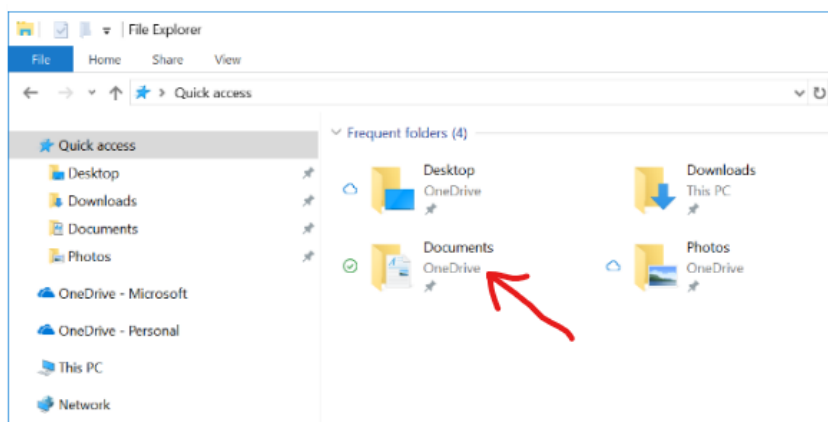 File Explorer
File Home Share View
Quick access
Quick access
Desktop
Downloads
Documents
Photos
OneDrive - Microsoft
OneDrive - Personal
This PC
Network
Frequent folders (4)
Desktop
OneDrive
Downloads
This PC
Documents
OneDrive
Photos
OneDrive